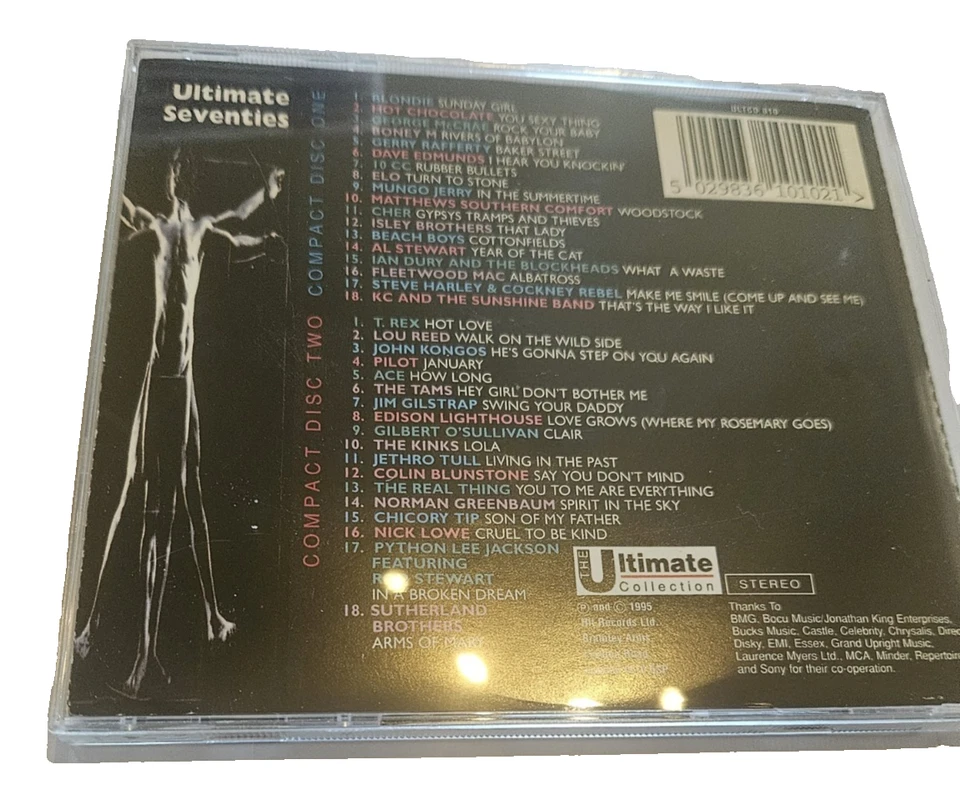 Ultimate
Seventies
COMPACT DISC ONE
1. BLONDIE SUNDAY GIRL
2. HOT CHOCOLATE YOU SEXY THING
3. GEORGE McCRAE ROCK YOUR BABY
4. BONEY M RIVERS OF BABYLON
5. GERRY RAFFERTY BAKER STREET
6. DAVE EDMUNDS I HEAR YOU KNOCKIN'
7. 10 CC RUBBER BULLETS
8. ELO TURN TO STONE
9. MUNGO JERRY IN THE SUMMERTIME
10. MATTHEWS SOUTHERN COMFORT WOODSTOCK
11. CHER GYPSYS TRAMPS AND THIEVES
12. ISLEY BROTHERS THAT LADY
13. BEACH BOYS COTTONFIELDS
14. AL STEWART YEAR OF THE CAT
15. IAN DURY AND THE BLOCKHEADS WHAT A WASTE
16. FLEETWOOD MAC ALBATROSS
17. STEVE HARLEY & COCKNEY REBEL MAKE ME SMILE (COME UP AND SEE ME)
18. KC AND THE SUNSHINE BAND THAT'S THE WAY I LIKE IT
COMPACT DISC TWO
1. T. REX HOT LOVE
2. LOU REED WALK ON THE WILD SIDE
3. JOHN KONGOS HE'S GONNA STEP ON YOU AGAIN
4. PILOT JANUARY
5. ACE HOW LONG
6. THE TAMS HEY GIRL DON'T BOTHER ME
7. JIM GILSTRAP SWING YOUR DADDY
8. EDISON LIGHTHOUSE LOVE GROWS (WHERE MY ROSEMARY GOES)
9. GILBERT O'SULLIVAN CLAIR
10. THE KINKS LOLA
11. JETHRO TULL LIVING IN THE PAST
12. COLIN BLUNSTONE SAY YOU DON'T MIND
13. THE REAL THING YOU TO ME ARE EVERYTHING
14. NORMAN GREENBAUM SPIRIT IN THE SKY
15. CHICORY TIP SON OF MY FATHER
16. NICK LOWE CRUEL TO BE KIND
17. PYTHON LEE JACKSON
FEATURING
ROD STEWART
IN A BROKEN DREAM
18. SUTHERLAND
BROTHERS
ARMS OF MARY
5 029836 101021 >
THE Ultimate
Collection
STEREO
℗ and © 1995
Hit Records Ltd.
Thanks To
BMG, Bocu Music/Jonathan King Enterprises,
Bucks Music, Castle, Celebrity, Chrysalis,
Disky, EMI, Essex, Grand Upright Music,
Laurence Myers Ltd., MCA, Minder,
and Sony for their co-operation.